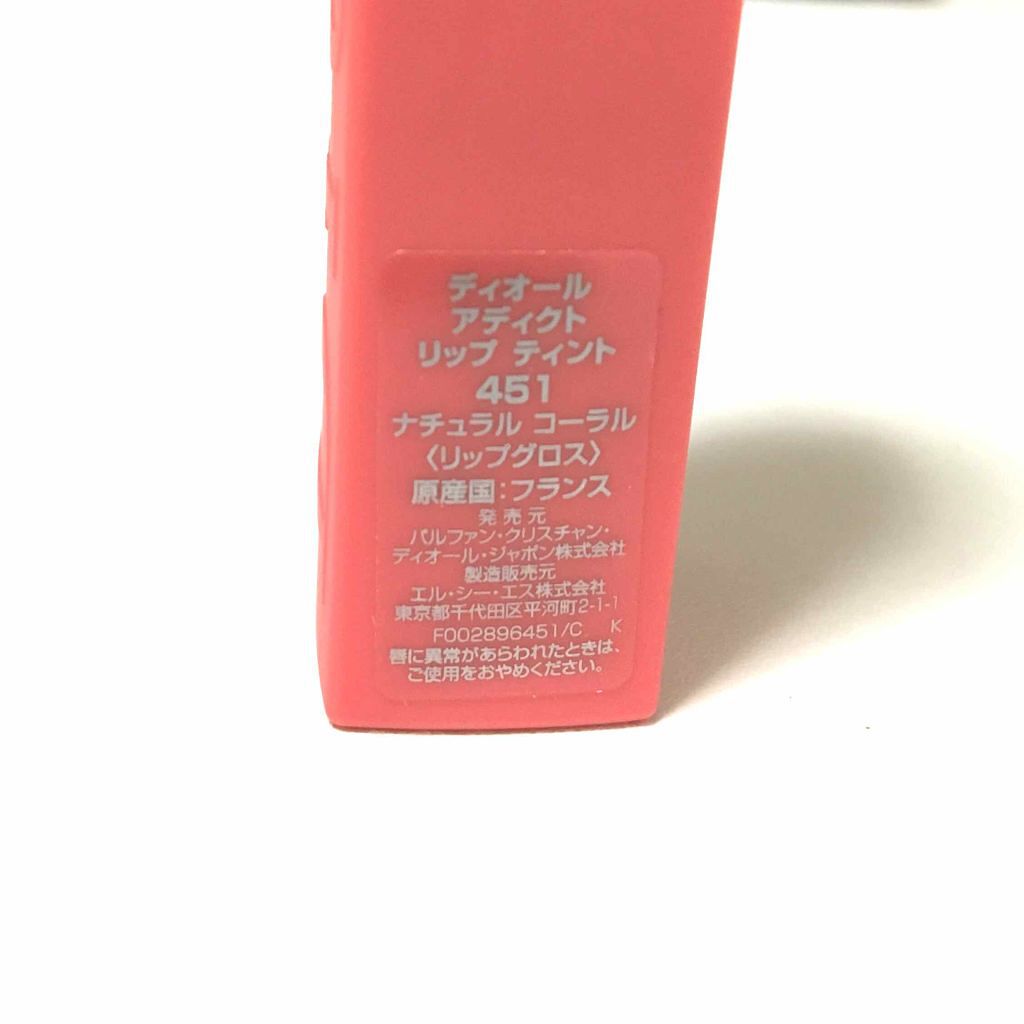 ディオール
アディクト
リップ ティント
451
ナチュラル コーラル
〈リップグロス〉
原産国:フランス
発売元
パルファン・クリスチャン・
ディオール・ジャポン株式会社
製造販売元
エル・シー・エス株式会社
東京都千代田区平河町2-1-1
F002896451/C K
唇に異常があらわれたときは、
ご使用をおやめください。